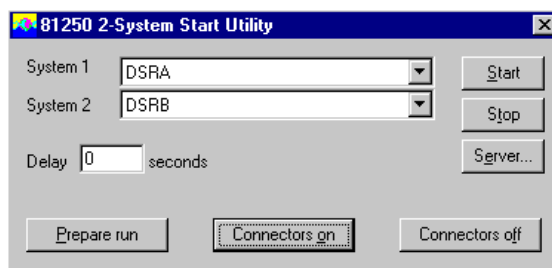 81250 2-System Start Utility
System 1 DSRA Start
System 2 DSRB Stop
Delay 0 seconds Server...
Prepare run Connectors on Connectors off